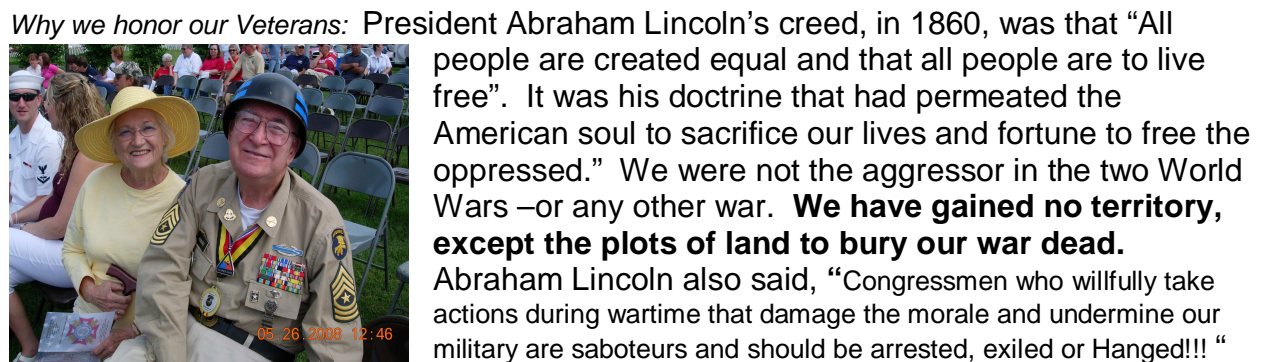 Why we honor our Veterans: President Abraham Lincoln’s creed, in 1860, was that “All
people are created equal and that all people are to live
free”. It was his doctrine that had permeated the
American soul to sacrifice our lives and fortune to free the
oppressed.” We were not the aggressor in the two World
Wars –or any other war. We have gained no territory,
except the plots of land to bury our war dead.
Abraham Lincoln also said, “Congressmen who willfully take
actions during wartime that damage the morale and undermine our
military are saboteurs and should be arrested, exiled or Hanged!!! “
05.26.2008 12:46